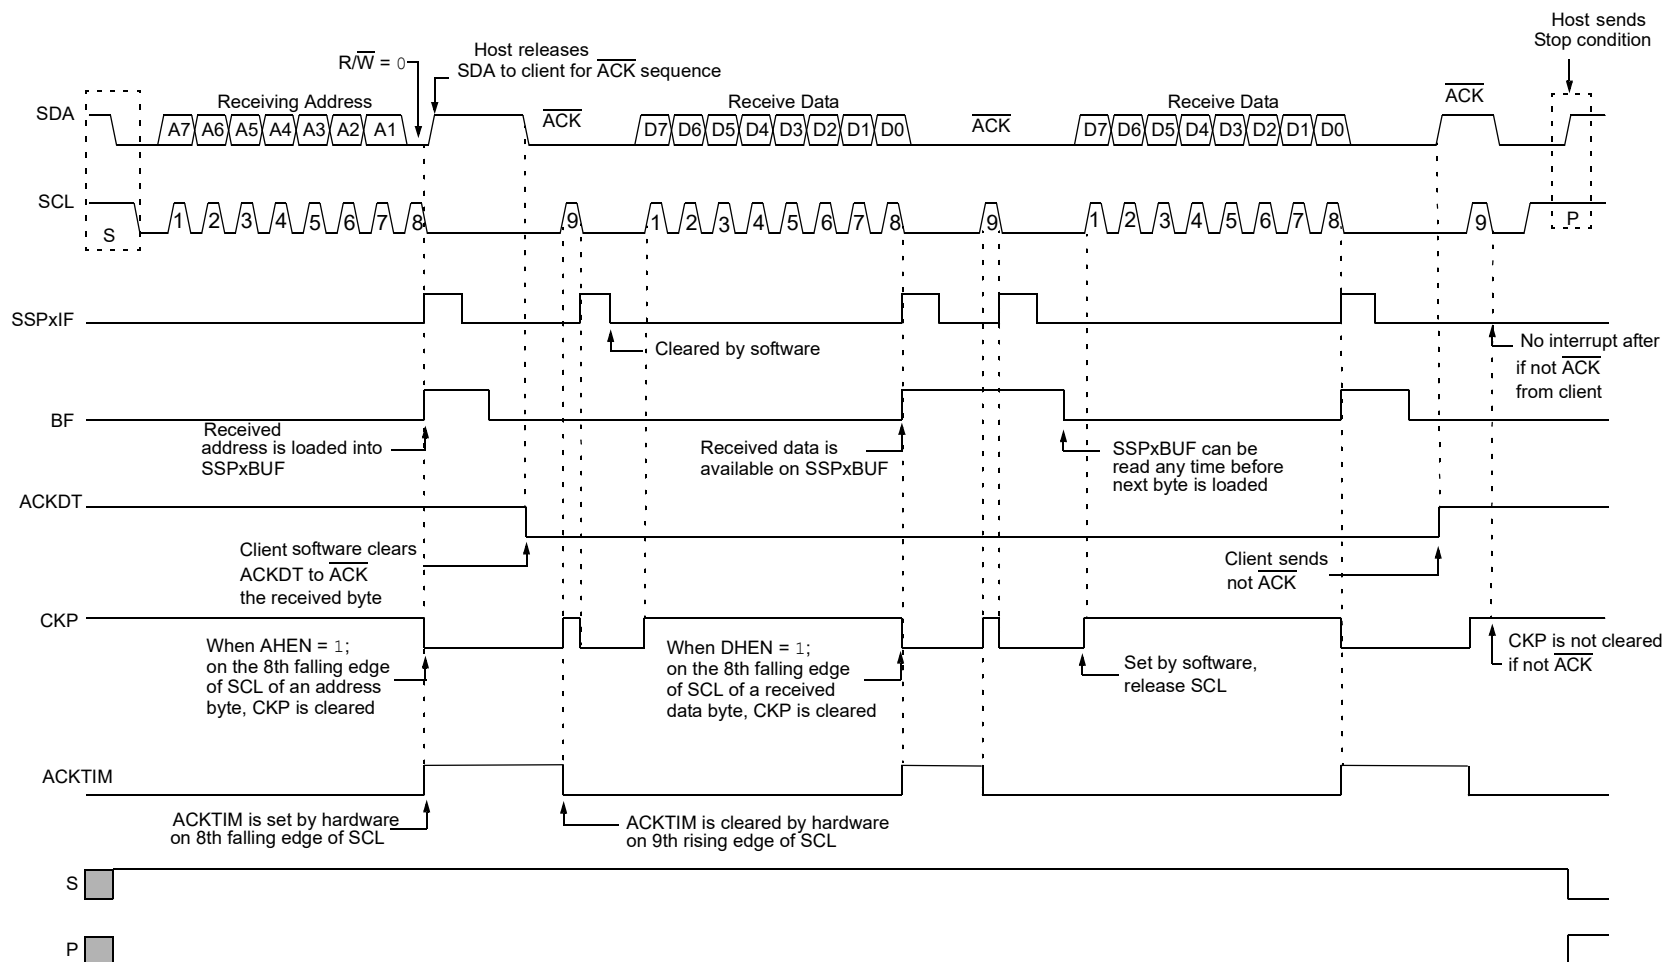 Host sends
Stop condition
Host releases
SDA to client for ACK sequence
R/W = 0
SDA
Receiving Address
A7 A6 A5 A4 A3 A2 A1
ACK
Receive Data
D7 D6 D5 D4 D3 D2 D1 D0
ACK
Receive Data
D7 D6 D5 D4 D3 D2 D1 D0
ACK
SCL
S
1 2 3 4 5 6 7 8 9
1 2 3 4 5 6 7 8 9
1 2 3 4 5 6 7 8 9
P
SSPxIF
Cleared by software
No interrupt after
if not ACK
from client
BF
Received
address is loaded into
SSPxBUF
Received data is
available on SSPxBUF
SSPxBUF can be
read any time before
next byte is loaded
ACKDT
Client software clears
ACKDT to ACK
the received byte
Client sends
not ACK
CKP
When AHEN = 1;
on the 8th falling edge
of SCL of an address
byte, CKP is cleared
When DHEN = 1;
on the 8th falling edge
of SCL of a received
data byte, CKP is cleared
Set by software,
release SCL
CKP is not cleared
if not ACK
ACKTIM
ACKTIM is set by hardware
on 8th falling edge of SCL
ACKTIM is cleared by hardware
on 9th rising edge of SCL
S
P